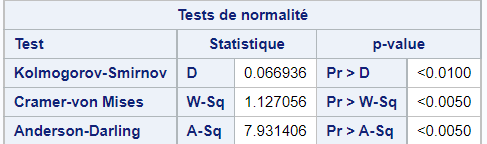 Tests de normalité
Test Statistique p-value
Kolmogorov-Smirnov D 0.066936 Pr > D <0.0100
Cramer-von Mises W-Sq 1.127056 Pr > W-Sq <0.0050
Anderson-Darling A-Sq 7.931406 Pr > A-Sq <0.0050